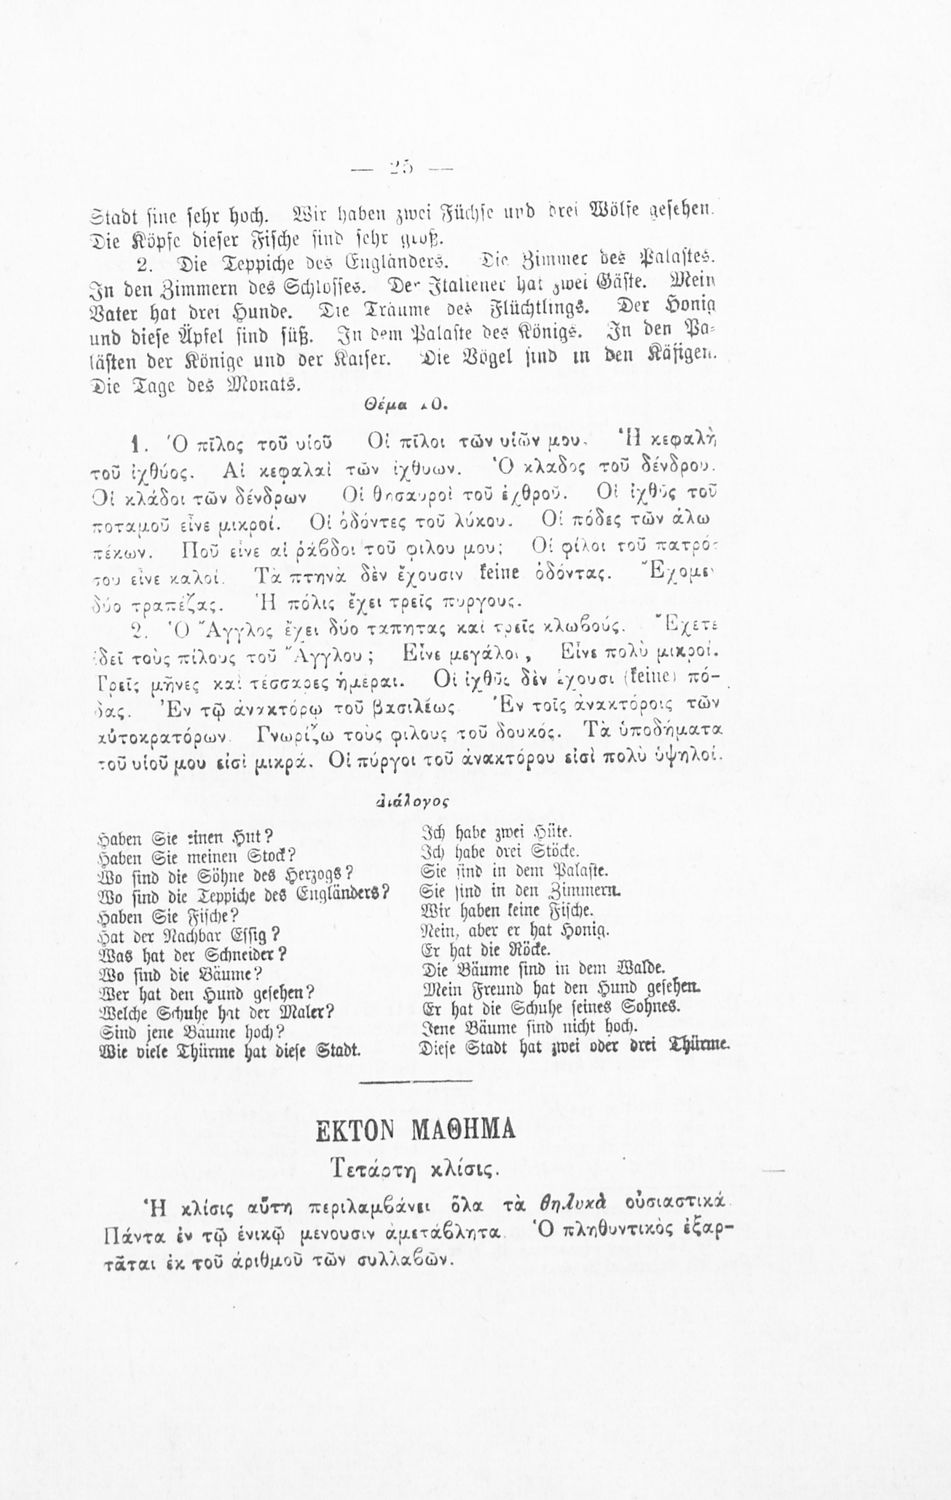 — 25 —
Stadt sine sehr hoch. Wir haben zwei Füchse und drei Wölfe gesehen.
Die Köpfe dieser Fische sind sehr groß.
2. Die Teppiche des Engländers. Die Zimmer des Palastes.
In den Zimmern des Schlosses. Der Italiener hat zwei Gäste. Mein
Vater hat drei Hunde. Die Träume des Flüchtlings. Der Honig
und diese Äpfel sind süß. In dem Palaste des Königs. In den Pa-
lästen der Könige und der Kaiser. Die Vögel sind in den Käfigen.
Die Tage des Monats.
Θέμα 10.
1. Ὁ πῖλος τοῦ υἱοῦ Οἱ πῖλοι τῶν υἱῶν μου. Ἡ κεφαλὴ
τοῦ ἰχθύος. Αἱ κεφαλαὶ τῶν ἰχθυων. Ὁ κλαδος τοῦ δένδρου.
Οἱ κλάδοι τῶν δένδρων Οἱ θησαυροὶ τοῦ ἐχθροῦ. Οἱ ἰχθῦς τοῦ
ποταμοῦ εἶνε μικροί. Οἱ ὀδόντες τοῦ λύκου. Οἱ πόδες τῶν ἀλω
πέκων. Ποῦ εἶνε αἱ ῥάβδοι τοῦ φιλου μου; Οἱ φίλοι τοῦ πατρός
που εἶνε καλοί. Τὰ πτηνὰ δὲν ἔχουσιν keine ὀδόντας. Ἔχομεν
δύο τραπέζας. Ἡ πόλις ἔχει τρεῖς πυργους.
2. Ὁ Ἄγγλος ἔχει δύο ταπητας καὶ τρεῖς κλωβούς. Ἔχετε
ἰδεῖ τοὺς πίλους τοῦ Ἄγγλου; Εἶνε μεγάλοι, Εἶνε πολὺ μικροί.
Τρεῖς μῆνες καὶ τέσσαρες ἡμεραι. Οἱ ἰχθῦς δὲν ἔχουσι (keine) πό-
δας. Ἐν τῷ ἀνακτόρῳ τοῦ βασιλέως Ἐν τοῖς ἀνακτόροις τῶν
αὐτοκρατόρων Γνωρίζω τοὺς φιλους τοῦ δουκός. Τὰ ὑποδήματα
τοῦ υἱοῦ μου εἰσὶ μικρά. Οἱ πύργοι τοῦ ἀνακτόρου εἰσὶ πολὺ ὑψηλοί.
Διάλογος
Haben Sie einen Hut?
Haben Sie meinen Stock?
Wo sind die Söhne des Herzogs?
Wo sind die Teppiche des Engländers?
Haben Sie Fische?
Hat der Nachbar Essig?
Was hat der Schneider?
Wo sind die Bäume?
Wer hat den Hund gesehen?
Welche Schuhe hat der Maler?
Sind jene Bäume hoch?
Wie viele Thürme hat diese Stadt.
Ich habe zwei Hüte.
Ich habe drei Stöcke.
Sie sind in dem Palaste.
Sie sind in den Zimmern.
Wir haben keine Fische.
Nein, aber er hat Honig.
Er hat die Röcke.
Die Bäume sind in dem Walde.
Mein Freund hat den Hund gesehen.
Er hat die Schuhe seines Sohnes.
Jene Bäume sind nicht hoch.
Diese Stadt hat zwei oder drei Thürme.
ΕΚΤΟΝ ΜΑΘΗΜΑ
Τετάρτη κλίσις.
Ἡ κλίσις αὕτη περιλαμβάνει ὅλα τὰ θηλυκὰ οὐσιαστικά
Πάντα ἐν τῷ ἑνικῷ μενουσιν ἀμετάβλητα Ὁ πληθυντικὸς ἐξαρ-
τᾶται ἐκ τοῦ ἀριθμοῦ τῶν συλλαβῶν.